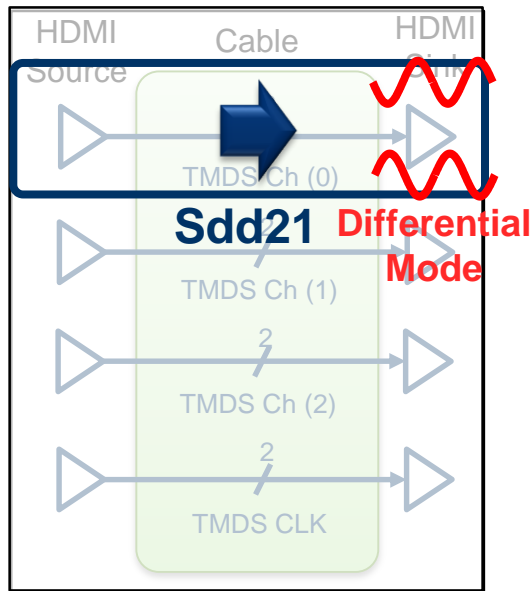 HDMI
Source
Cable
HDMI
Sink
TMDS Ch (0)
Sdd21
Differential
Mode
2
TMDS Ch (1)
2
TMDS Ch (2)
2
TMDS CLK